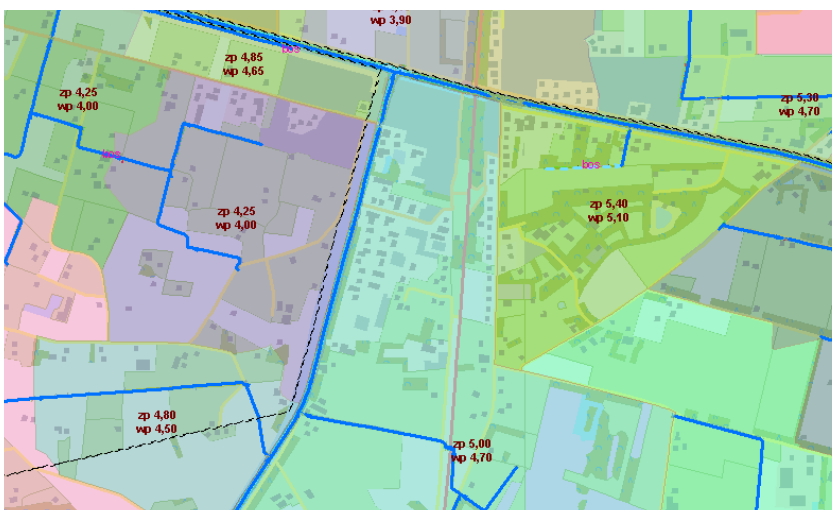 wp 3,90
bos
zp 4,85
wp 4,65
zp 4,25
wp 4,00
zp 5,30
wp 4,70
bos
bos
zp 5,40
wp 5,10
zp 4,25
wp 4,00
zp 4,80
wp 4,50
zp 5,00
wp 4,70